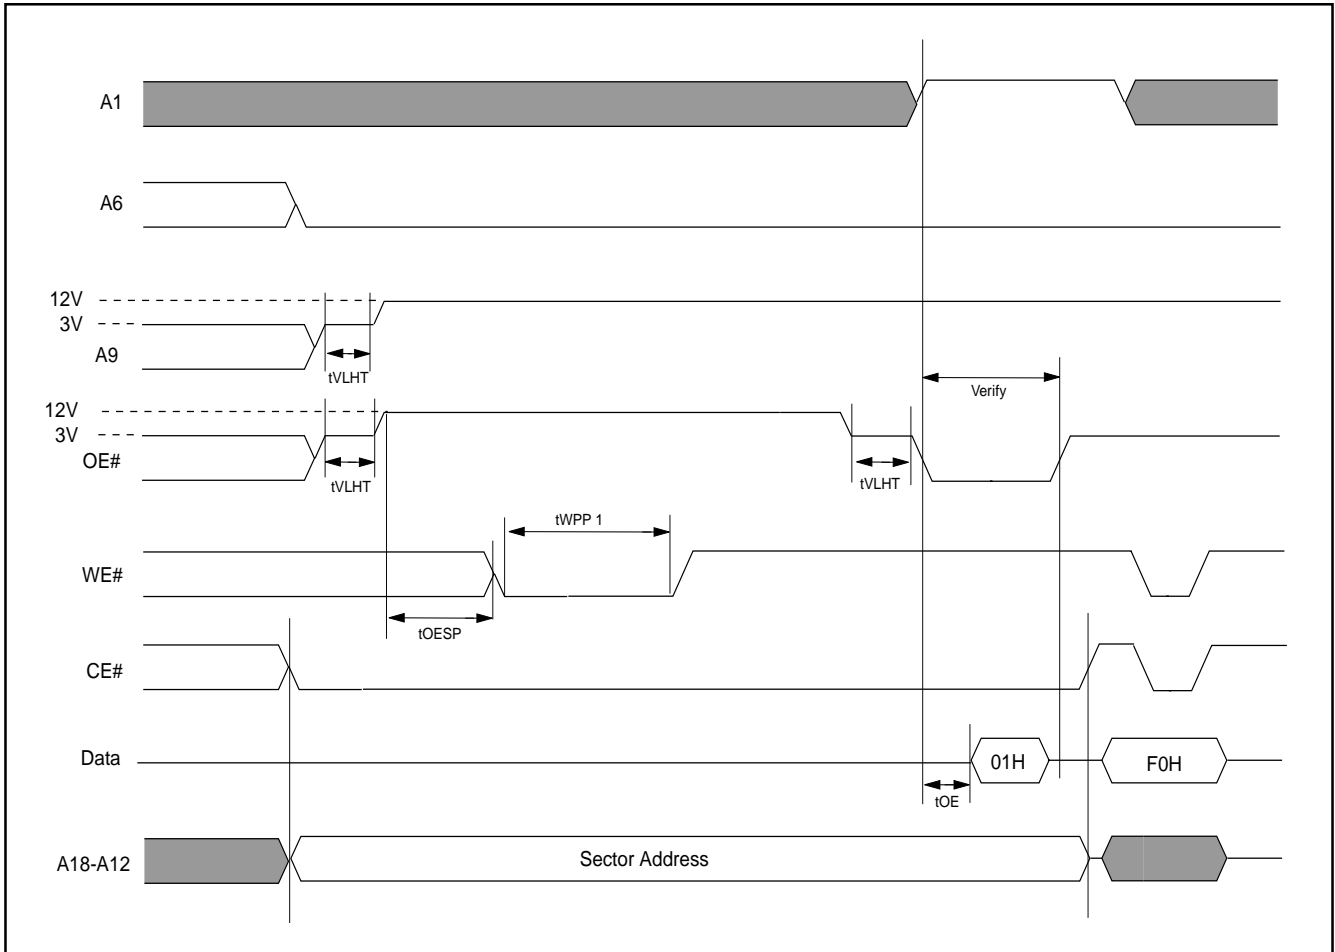 A1
A6
12V
3V
A9
tVLHT
Verify
12V
3V
OE#
tVLHT
tVLHT
tWPP 1
WE#
tOESP
CE#
Data
01H
F0H
tOE
A18-A12
Sector Address